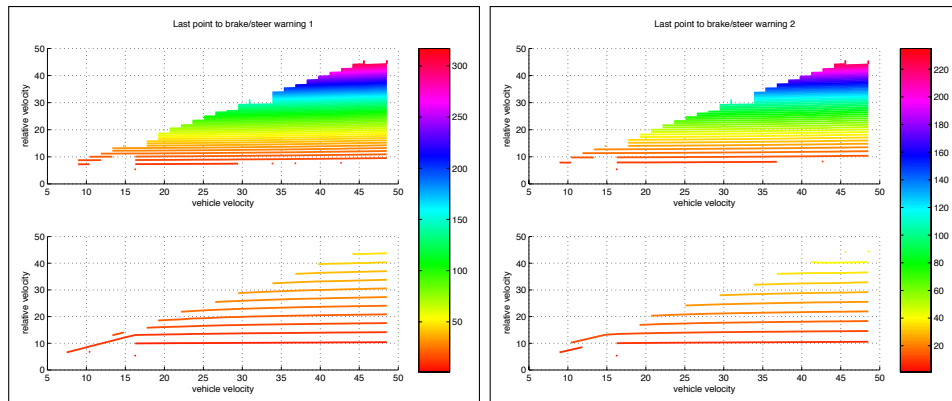 Last point to brake/steer warning 1
50
40
30
20
10
0
relative velocity
5 10 15 20 25 30 35 40 45 50
vehicle velocity
50
40
30
20
10
0
relative velocity
5 10 15 20 25 30 35 40 45 50
vehicle velocity
300
250
200
150
100
50
Last point to brake/steer warning 2
50
40
30
20
10
0
relative velocity
5 10 15 20 25 30 35 40 45 50
vehicle velocity
50
40
30
20
10
0
relative velocity
5 10 15 20 25 30 35 40 45 50
vehicle velocity
220
200
180
160
140
120
100
80
60
40
20